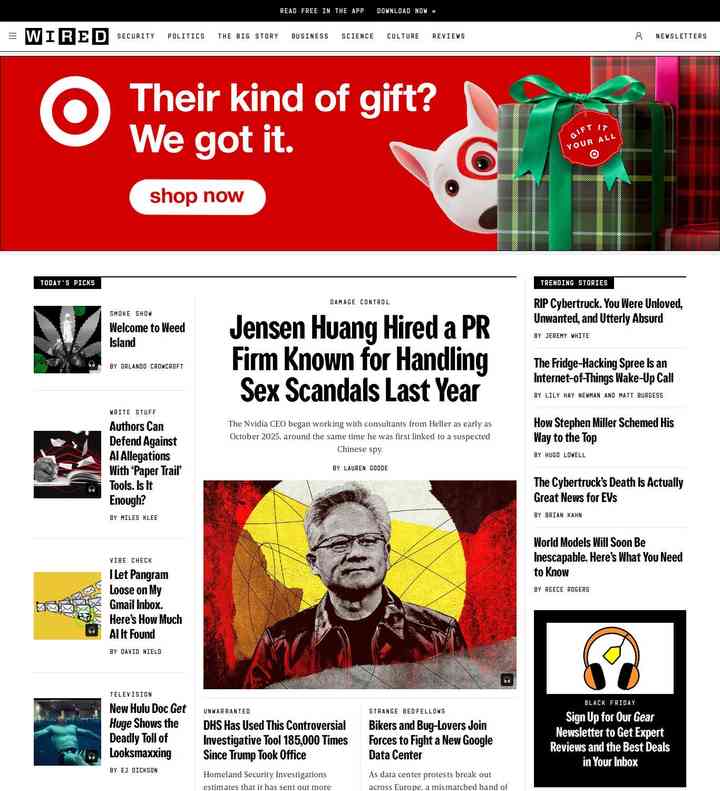 READ FREE IN THE APP DOWNLOAD NOW
WIRED SECURITY POLITICS THE BIG STORY BUSINESS SCIENCE CULTURE REVIEWS NEWSLETTERS
Their kind of gift?
We got it.
shop now
GIFT IT
YOUR ALL
TODAY'S PICKS
SMOKE SHOW
Welcome to Weed
Island
BY ORLANDO CROWCROFT
WRITE STUFF
Authors Can
Defend Against
AI Allegations
With ‘Paper Trail’
Tools. Is It
Enough?
BY MILES KLEE
VIBE CHECK
I Let Pangram
Loose on My
Gmail Inbox.
Here’s How Much
AI It Found
BY DAVID NIELD
TELEVISION
New Hulu Doc Get
Huge Shows the
Deadly Toll of
Looksmaxxing
BY EJ DICKSON
DAMAGE CONTROL
Jensen Huang Hired a PR
Firm Known for Handling
Sex Scandals Last Year
The Nvidia CEO began working with consultants from Heller as early as
October 2025, around the same time he was first linked to a suspected
Chinese spy.
BY LAUREN GOODE
UNWARRANTED
DHS Has Used This Controversial
Investigative Tool 185,000 Times
Since Trump Took Office
Homeland Security Investigations
estimates that it has sent out more
STRANGE BEDFELLOWS
Bikers and Bug-Lovers Join
Forces to Fight a New Google
Data Center
As data center protests break out
across Europe, a mismatched band of
TRENDING STORIES
RIP Cybertruck. You Were Unloved,
Unwanted, and Utterly Absurd
BY JEREMY WHITE
The Fridge-Hacking Spree Is an
Internet-of-Things Wake-Up Call
BY LILY HAY NEWMAN AND MATT BURGESS
How Stephen Miller Schemed His
Way to the Top
BY HUGO LOWELL
The Cybertruck’s Death Is Actually
Great News for EVs
BY BRIAN KAHN
World Models Will Soon Be
Inescapable. Here’s What You Need
to Know
BY REECE ROGERS
BLACK FRIDAY
Sign Up for Our Gear
Newsletter to Get Expert
Reviews and the Best Deals
in Your Inbox